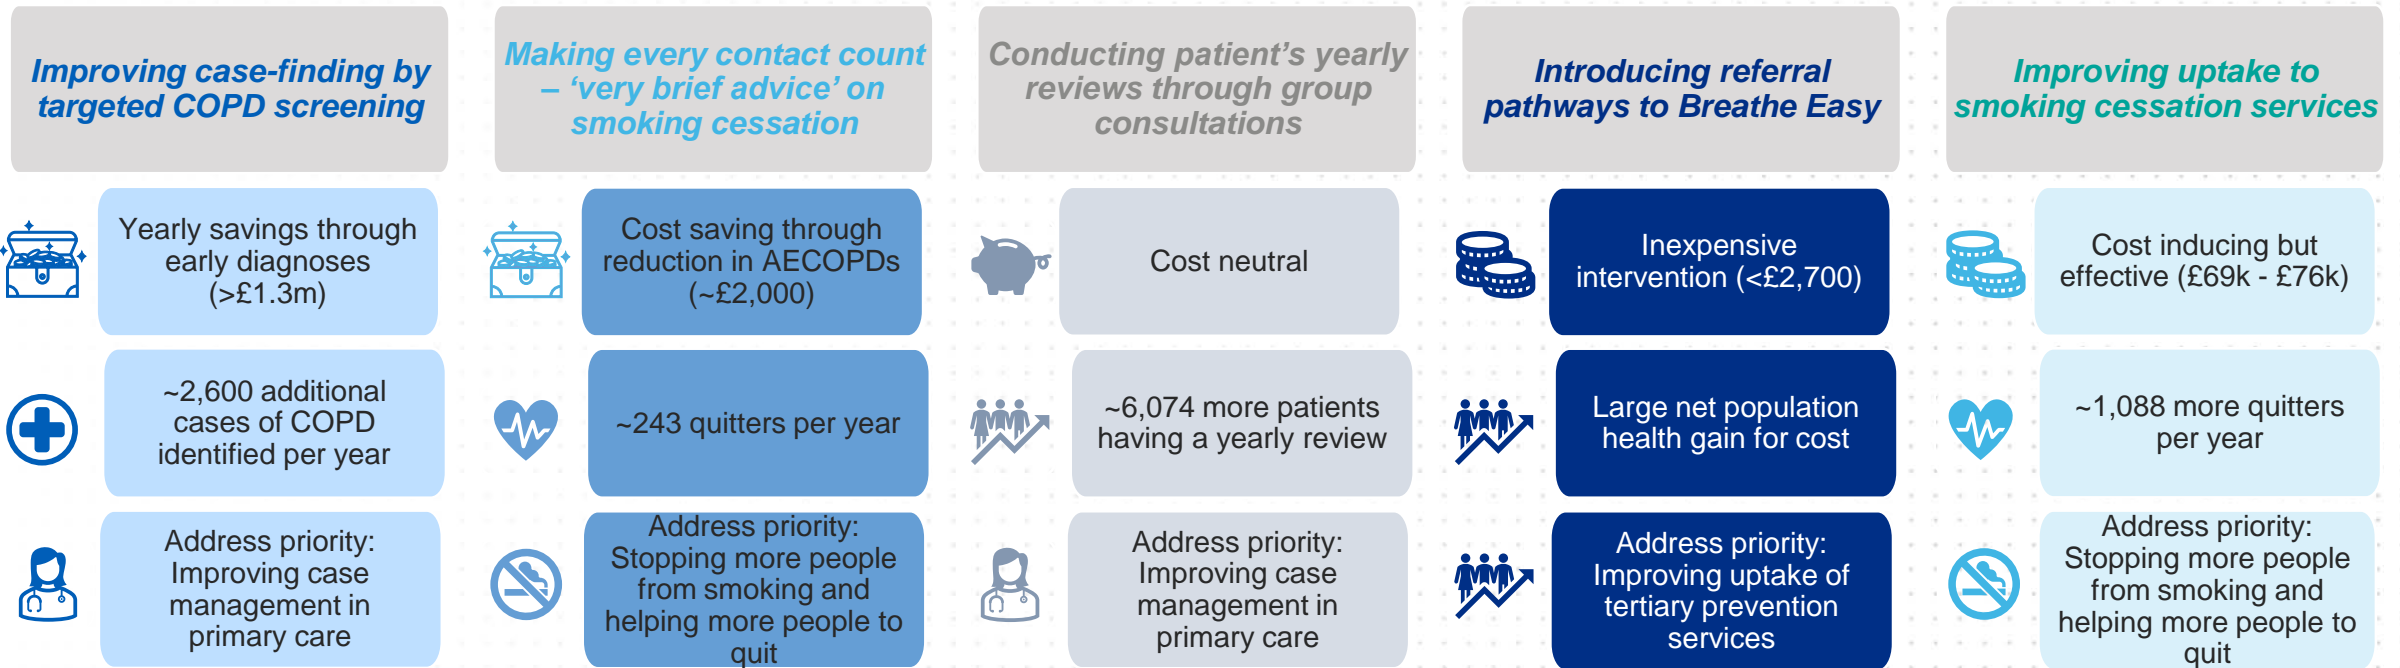 Improving case-finding by
targeted COPD screening
Yearly savings through
early diagnoses
(>£1.3m)
~2,600 additional
cases of COPD
identified per year
Address priority:
Improving case
management in
primary care
Making every contact count
– ‘very brief advice’ on
smoking cessation
Cost saving through
reduction in AECOPDs
(~£2,000)
~243 quitters per year
Address priority:
Stopping more people
from smoking and
helping more people to
quit
Conducting patient’s yearly
reviews through group
consultations
Cost neutral
~6,074 more patients
having a yearly review
Address priority:
Improving case
management in
primary care
Introducing referral
pathways to Breathe Easy
Inexpensive
intervention (<£2,700)
Large net population
health gain for cost
Address priority:
Improving uptake of
tertiary prevention
services
Improving uptake to
smoking cessation services
Cost inducing but
effective (£69k - £76k)
~1,088 more quitters
per year
Address priority:
Stopping more people
from smoking and
helping more people to
quit